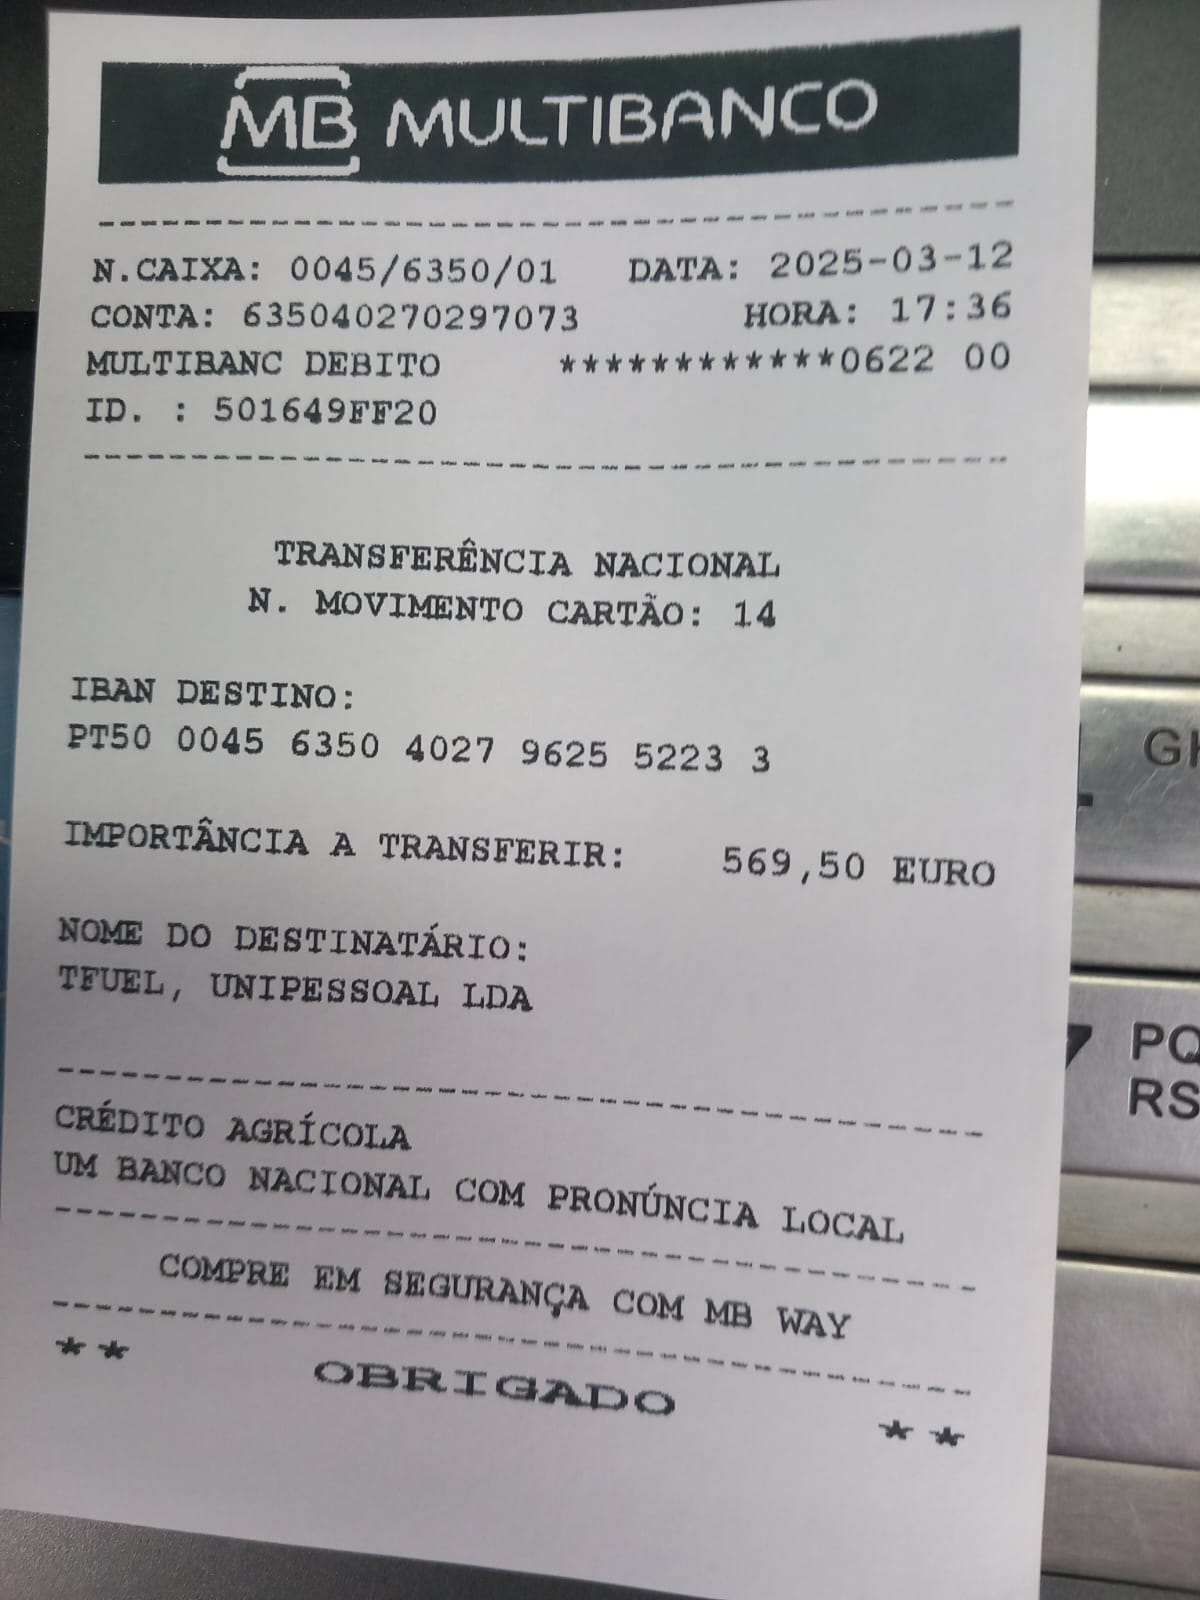 MB MULTIBANCO
N.CAIXA: 0045/6350/01 DATA: 2025-03-12
CONTA: 635040270297073 HORA: 17:36
MULTIBANC DEBITO ************0622 00
ID. : 501649FF20
TRANSFERÊNCIA NACIONAL
N. MOVIMENTO CARTÃO: 14
IBAN DESTINO:
PT50 0045 6350 4027 9625 5223 3
IMPORTÂNCIA A TRANSFERIR: 569,50 EURO
NOME DO DESTINATÁRIO:
TFUEL, UNIPESSOAL LDA
CRÉDITO AGRÍCOLA
UM BANCO NACIONAL COM PRONÚNCIA LOCAL
COMPRE EM SEGURANÇA COM MB WAY
** OBRIGADO **
PQ
RS